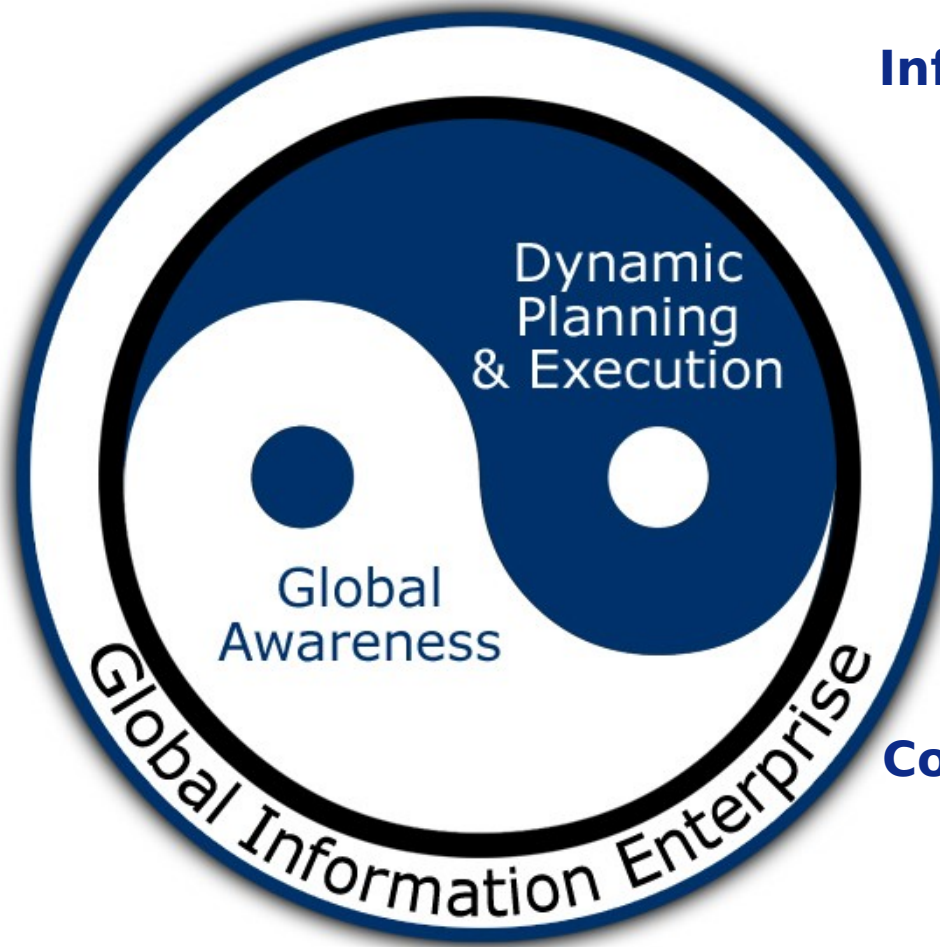 Dynamic
Planning
& Execution
Global
Awareness
Global Information Enterprise